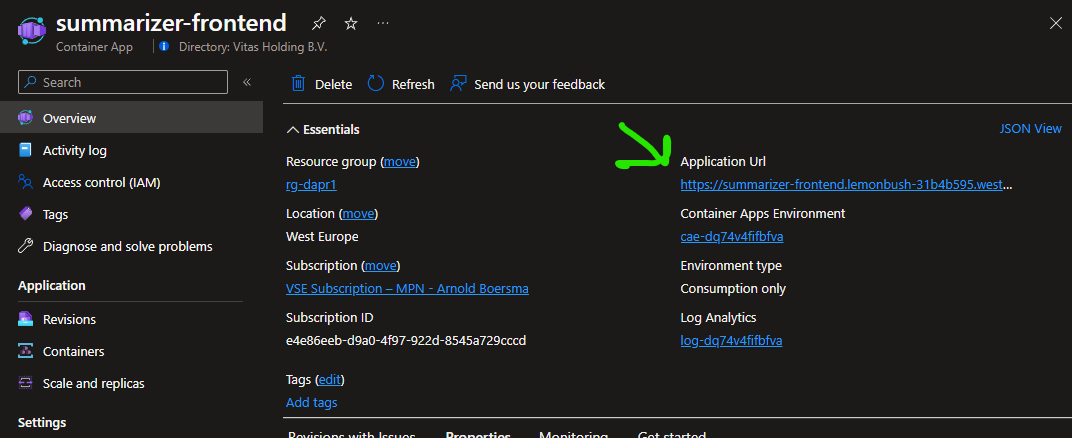 summarizer-frontend
Container App
Directory: Vitas Holding B.V.
Search
Overview
Activity log
Access control (IAM)
Tags
Diagnose and solve problems
Application
Revisions
Containers
Scale and replicas
Settings
Delete
Refresh
Send us your feedback
Essentials
JSON View
Resource group (move)
rg-dapr1
Location (move)
West Europe
Subscription (move)
VSE Subscription – MPN - Arnold Boersma
Subscription ID
e4e86eeb-d9a0-4f97-922d-8545a729cccd
Application Url
https://summarizer-frontend.lemonbush-31b4b595.west...
Container Apps Environment
cae-dq74v4fifbfva
Environment type
Consumption only
Log Analytics
log-dq74v4fifbfva
Tags (edit)
Add tags
Revisions with Issues
Properties
Monitoring
Get started